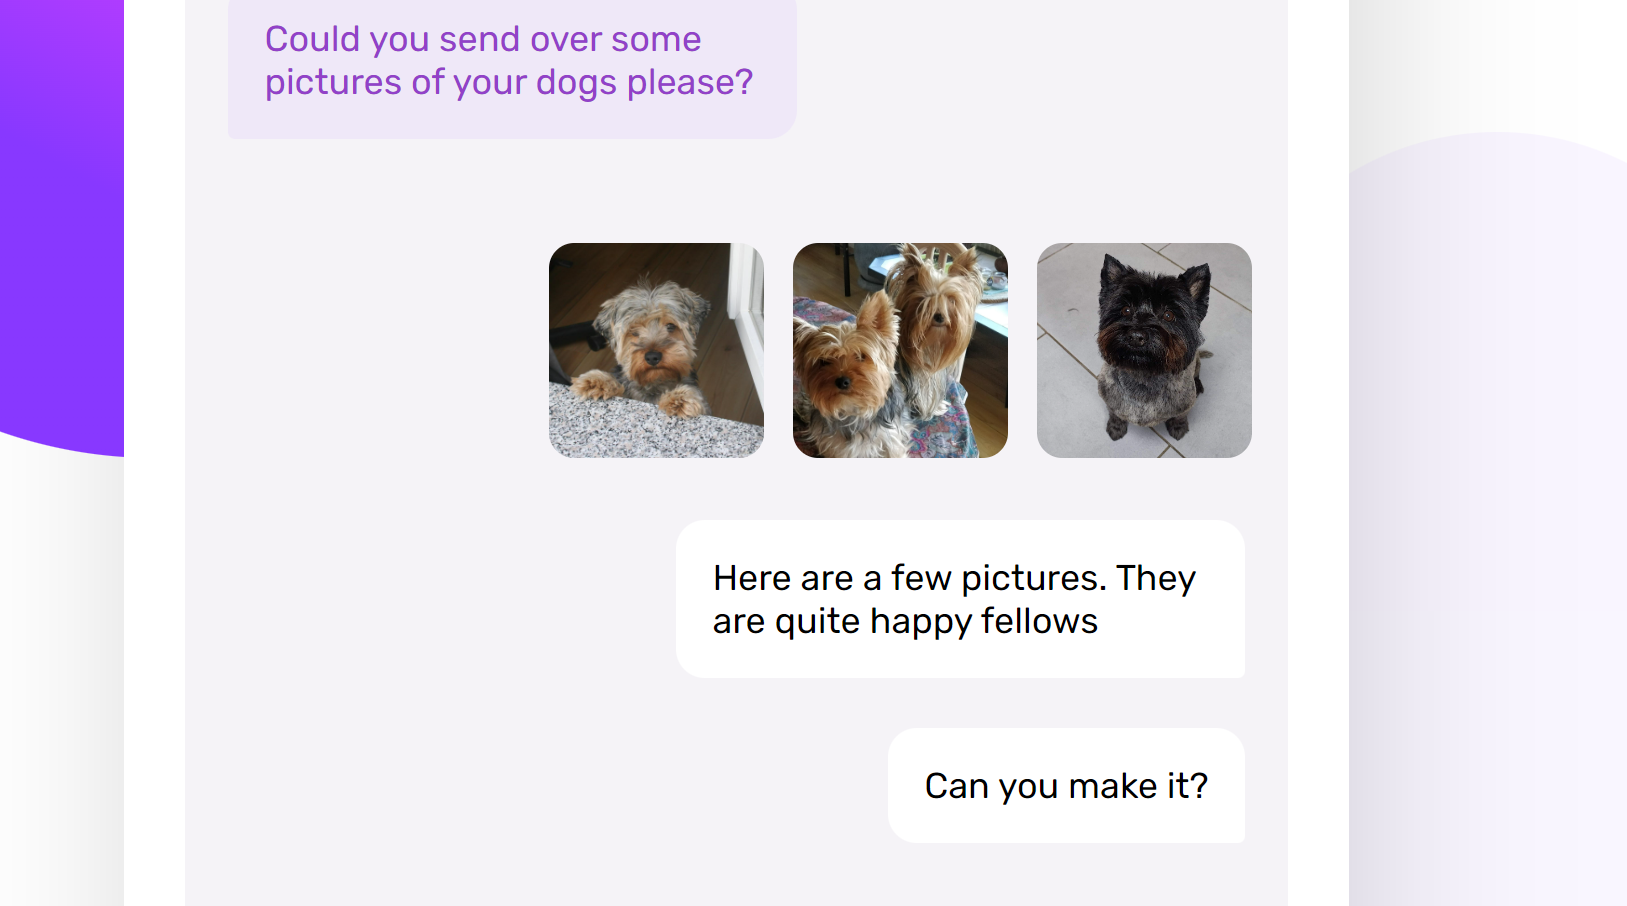 Could you send over some
pictures of your dogs please?
Here are a few pictures. They
are quite happy fellows
Can you make it?